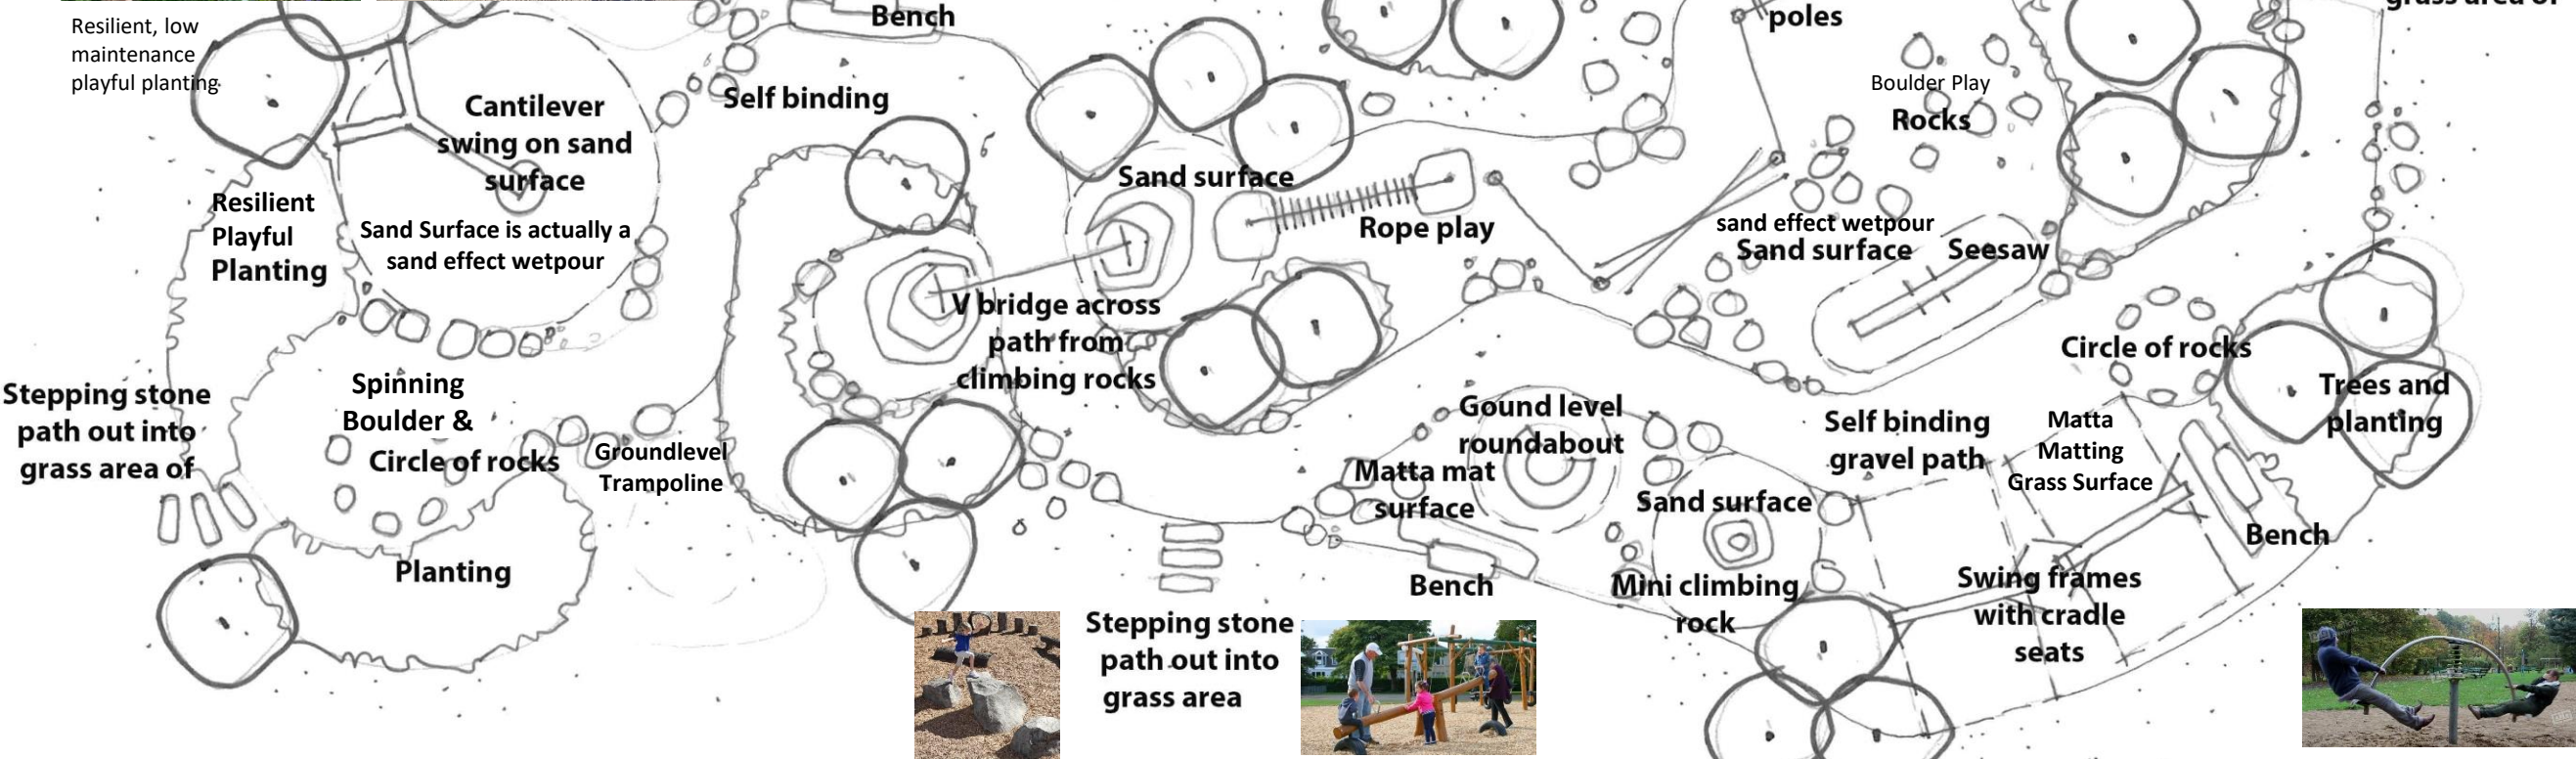 Resilient, low
maintenance
playful planting
Bench
poles
grass area of
Cantilever
swing on sand
surface
Self binding
Boulder Play
Rocks
Resilient
Playful
Planting
Sand Surface is actually a
sand effect wetpour
Sand surface
Rope play
sand effect wetpour
Sand surface
Seesaw
V bridge across
path from
climbing rocks
Circle of rocks
Trees and
planting
Stepping stone
path out into
grass area of
Spinning
Boulder &
Circle of rocks
Groundlevel
Trampoline
Gound level
roundabout
Matta mat
surface
Self binding
gravel path
Matta
Matting
Grass Surface
Sand surface
Bench
Planting
Bench
Mini climbing
rock
Swing frames
with cradle
seats
Stepping stone
path out into
grass area